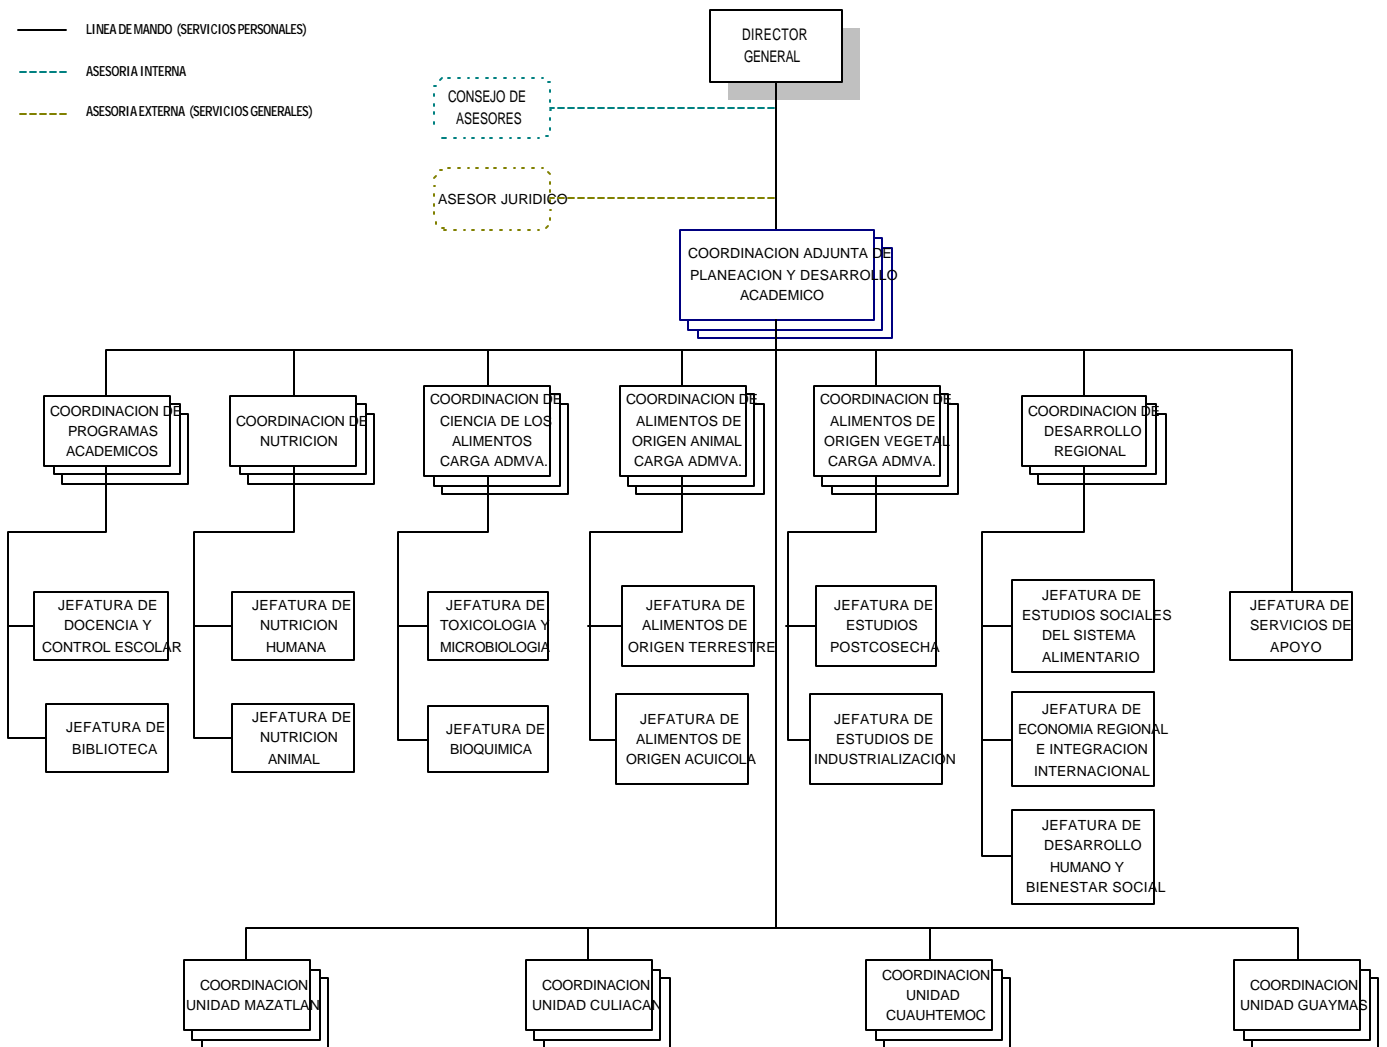 LINEA DE MANDO (SERVICIOS PERSONALES)
ASESORIA INTERNA
ASESORIA EXTERNA (SERVICIOS GENERALES)
DIRECTOR
GENERAL
CONSEJO DE
ASESORES
ASESOR JURIDICO
COORDINACION ADJUNTA DE
PLANEACION Y DESARROLLO
ACADEMICO
COORDINACION DE
PROGRAMAS
ACADEMICOS
COORDINACION DE
NUTRICION
COORDINACION DE
CIENCIA DE LOS
ALIMENTOS
CARGA ADMVA.
COORDINACION DE
ALIMENTOS DE
ORIGEN ANIMAL
CARGA ADMVA.
COORDINACION DE
ALIMENTOS DE
ORIGEN VEGETAL
CARGA ADMVA.
COORDINACION DE
DESARROLLO
REGIONAL
JEFATURA DE
DOCENCIA Y
CONTROL ESCOLAR
JEFATURA DE
NUTRICION
HUMANA
JEFATURA DE
TOXICOLOGIA Y
MICROBIOLOGIA
JEFATURA DE
ALIMENTOS DE
ORIGEN TERRESTRE
JEFATURA DE
ESTUDIOS
POSTCOSECHA
JEFATURA DE
ESTUDIOS SOCIALES
DEL SISTEMA
ALIMENTARIO
JEFATURA DE
SERVICIOS DE
APOYO
JEFATURA DE
BIBLIOTECA
JEFATURA DE
NUTRICION
ANIMAL
JEFATURA DE
BIOQUIMICA
JEFATURA DE
ALIMENTOS DE
ORIGEN ACUICOLA
JEFATURA DE
ESTUDIOS DE
INDUSTRIALIZACION
JEFATURA DE
ECONOMIA REGIONAL
E INTEGRACION
INTERNACIONAL
JEFATURA DE
DESARROLLO
HUMANO Y
BIENESTAR SOCIAL
COORDINACION
UNIDAD MAZATLAN
COORDINACION
UNIDAD CULIACAN
COORDINACION
UNIDAD
CUAUHTEMOC
COORDINACION
UNIDAD GUAYMAS